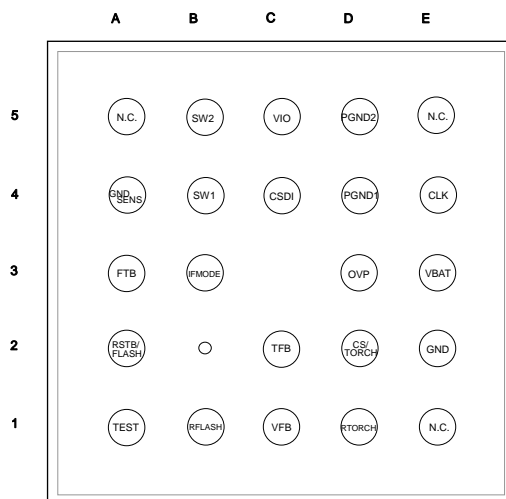 A B C D E
5 N.C. SW2 VIO PGND2 N.C.
4 GND SENS SW1 CSDI PGND1 CLK
3 FTB IFMODE OVP VBAT
2 RSTB/ FLASH TFB CS/ TORCH GND
1 TEST RFLASH VFB RTORCH N.C.